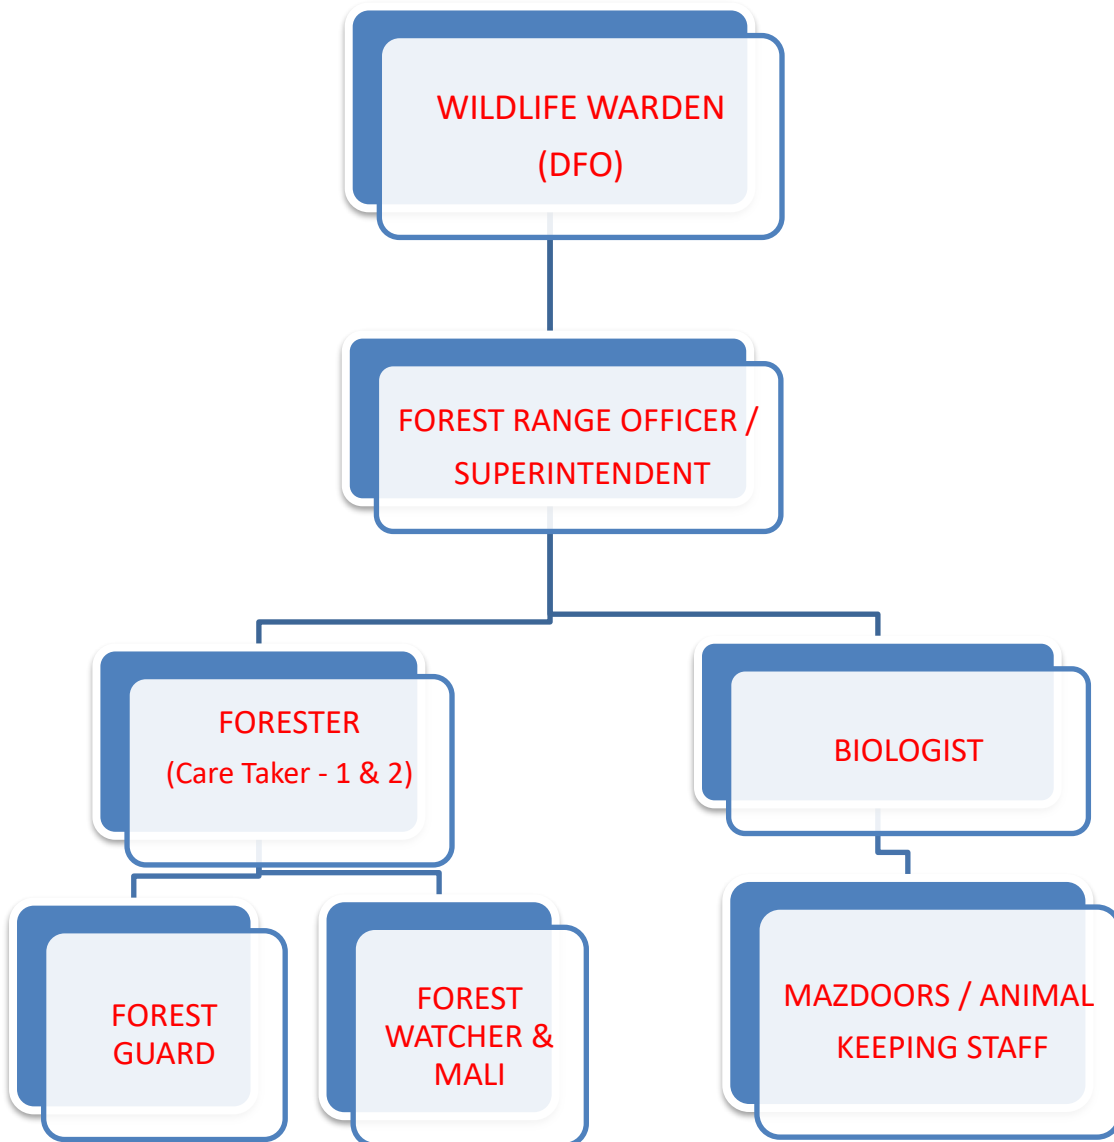 WILDLIFE WARDEN
(DFO)
FOREST RANGE OFFICER /
SUPERINTENDENT
FORESTER
(Care Taker - 1 & 2)
BIOLOGIST
FOREST
GUARD
FOREST
WATCHER &
MALI
MAZDOORS / ANIMAL
KEEPING STAFF